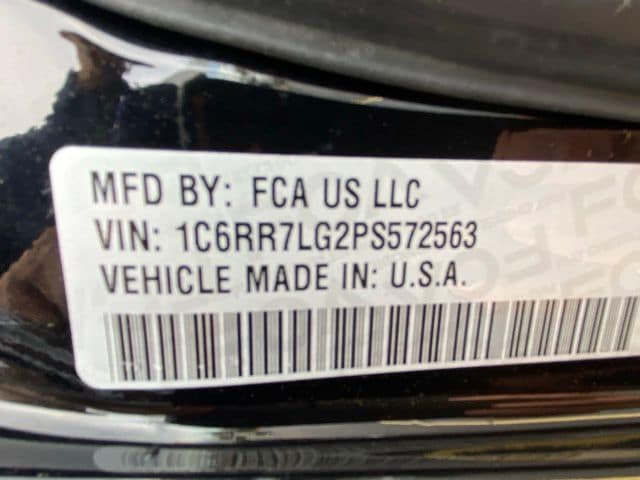 MFD BY: FCA US LLC
VIN: 1C6RR7LG2PS572563
VEHICLE MADE IN: U.S.A.